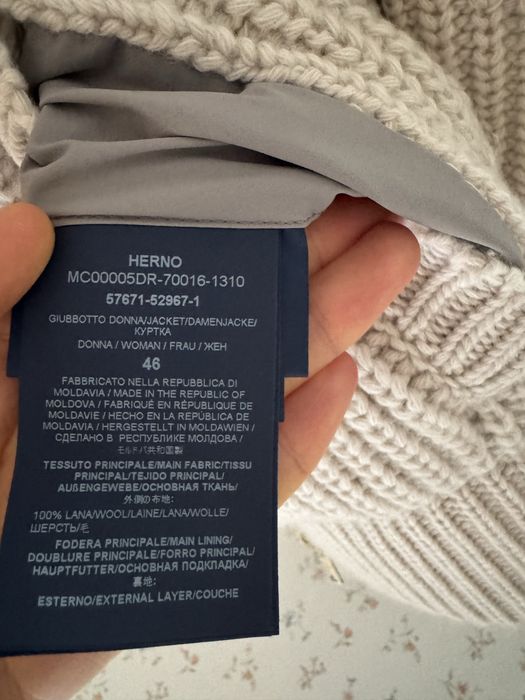 HERNO
MC00005DR-70016-1310
57671-52967-1
GIUBBOTTO DONNA/JACKET/DAMENJACKE/
КУРТКА
DONNA / WOMAN / FRAU / ЖЕН
46
FABBRICATO NELLA REPUBBLICA DI
MOLDAVIA / MADE IN THE REPUBLIC OF
MOLDOVA / FABRIQUÉ EN RÉPUBLIQUE DE
MOLDAVIE / HECHO EN LA REPÚBLICA DE
MOLDAVIA / HERGESTELLT IN MOLDAWIEN /
СДЕЛАНО В РЕСПУБЛИКЕ МОЛДОВА /
モルドバ共和国製
TESSUTO PRINCIPALE/MAIN FABRIC/TISSU
PRINCIPAL/TEJIDO PRINCIPAL/
AUßENGEWEBE/ОСНОВНАЯ ТКАНЬ/
外側の布地:
100% LANA/WOOL/LAINE/LANA/WOLLE/
ШЕРСТЬ/毛
FODERA PRINCIPALE/MAIN LINING/
DOUBLURE PRINCIPALE/FORRO PRINCIPAL/
HAUPTFUTTER/ОСНОВНАЯ ПОДКЛАДКА/
裏地:
ESTERNO/EXTERNAL LAYER/COUCHE